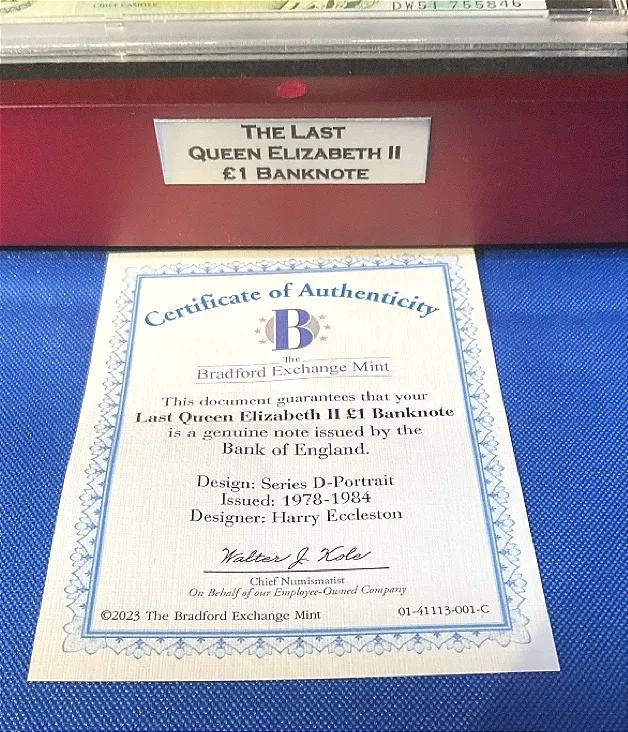 CHIEF CASHIER
DW51 755846
THE LAST
QUEEN ELIZABETH II
£1 BANKNOTE
Certificate of Authenticity
B
The
Bradford Exchange Mint
This document guarantees that your
Last Queen Elizabeth II £1 Banknote
is a genuine note issued by the
Bank of England.
Design: Series D-Portrait
Issued: 1978-1984
Designer: Harry Eccleston
Walter J. Kole
Chief Numismatist
On Behalf of our Employee-Owned Company
©2023 The Bradford Exchange Mint
01-41113-001-C